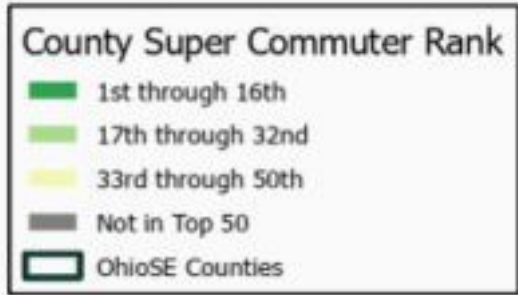 County Super Commuter Rank
1st through 16th
17th through 32nd
33rd through 50th
Not in Top 50
OhioSE Counties